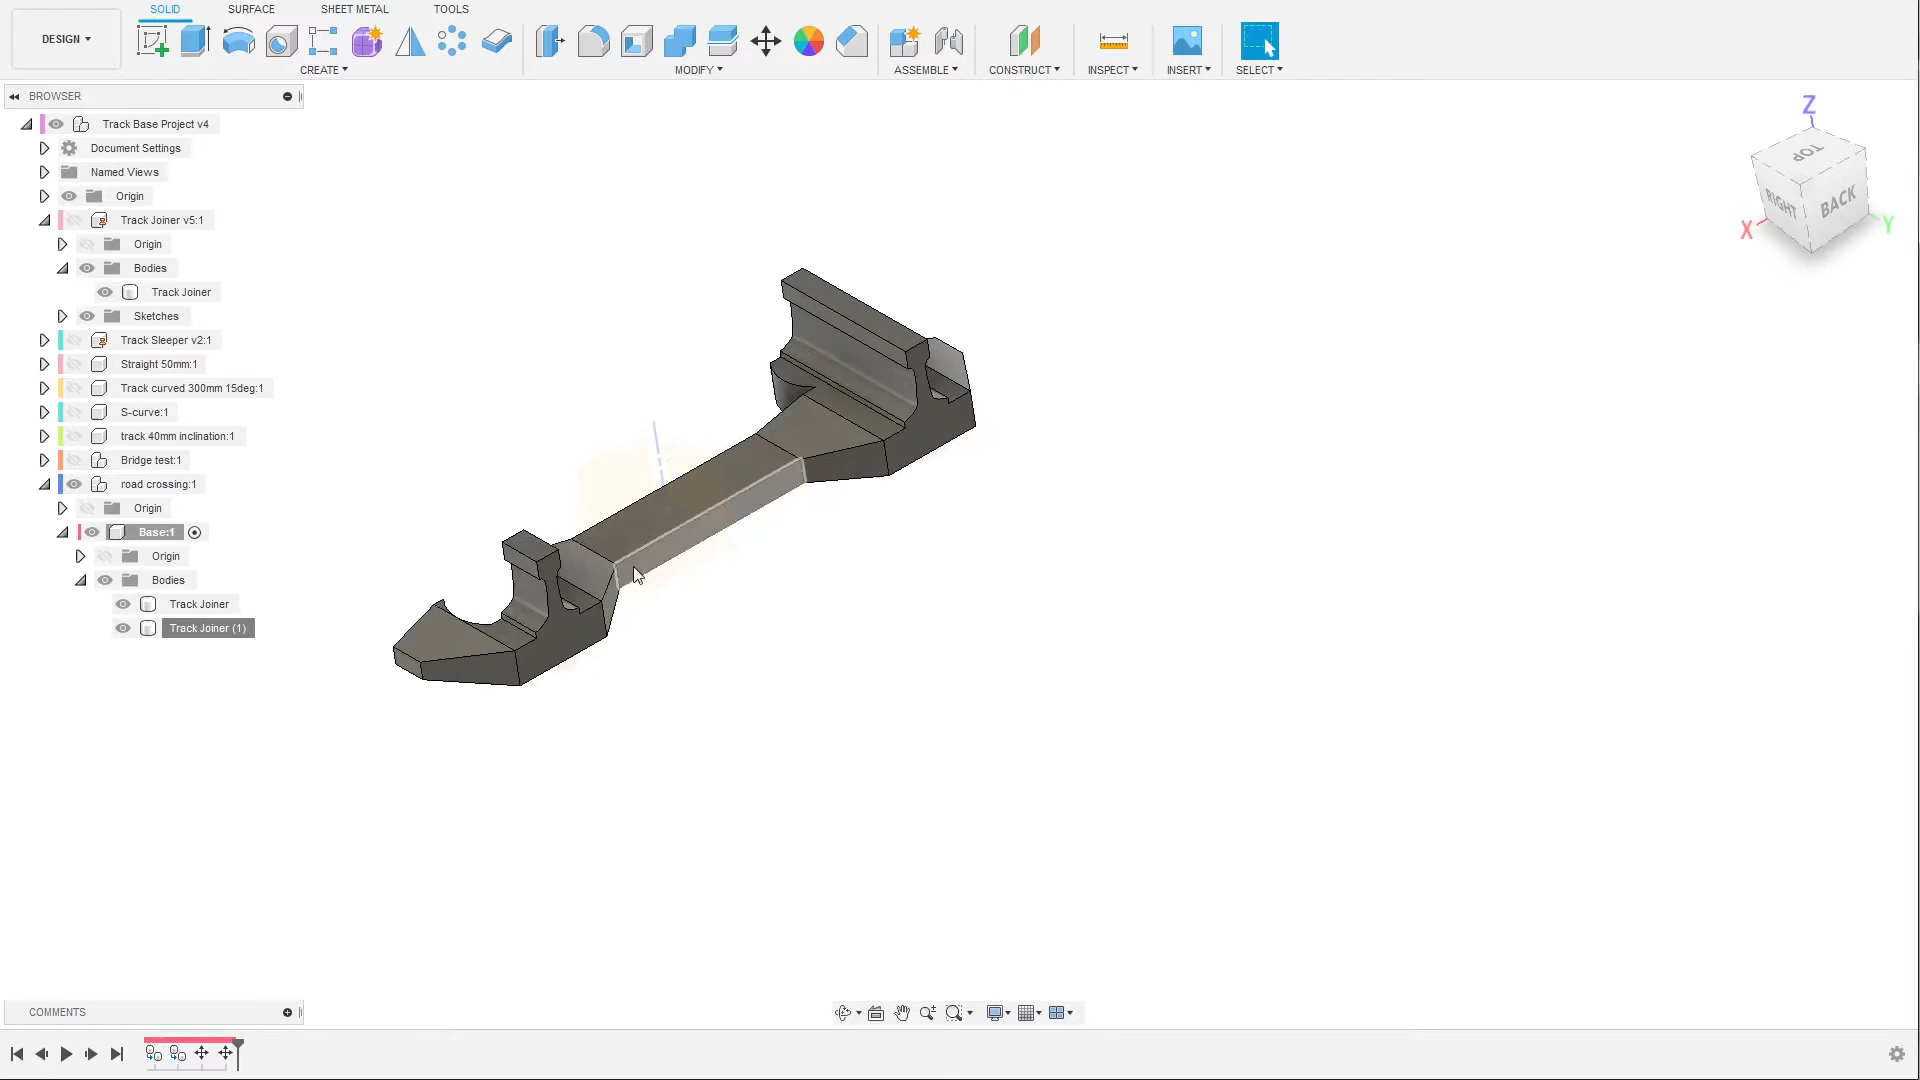 SOLID SURFACE SHEET METAL TOOLS
DESIGN
CREATE MODIFY ASSEMBLE CONSTRUCT INSPECT INSERT SELECT
BROWSER
Track Base Project v4
Document Settings
Named Views
Origin
Track Joiner v5:1
Origin
Bodies
Track Joiner
Sketches
Track Sleeper v2:1
Straight 50mm:1
Track curved 300mm 15deg:1
S-curve:1
track 40mm inclination:1
Bridge test:1
road crossing:1
Origin
Base:1
Origin
Bodies
Track Joiner
Track Joiner (1)
Z
TOP
RIGHT BACK
X Y
COMMENTS